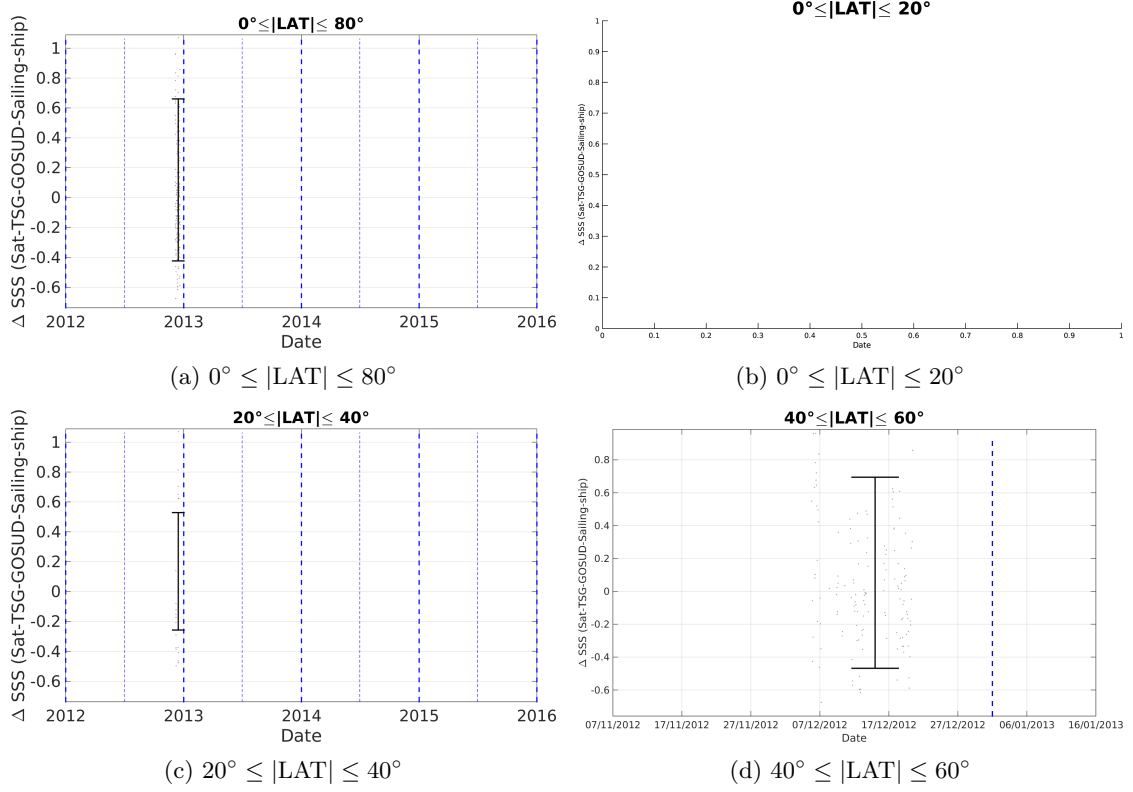 0°≤|LAT|≤ 80°
Δ SSS (Sat-TSG-GOSUD-Sailing-ship)
1
0.8
0.6
0.4
0.2
0
-0.2
-0.4
-0.6
2012 2013 2014 2015 2016
Date
(a) 0° ≤ |LAT| ≤ 80°
0°≤|LAT|≤ 20°
Δ SSS (Sat-TSG-GOSUD-Sailing-ship)
1
0.9
0.8
0.7
0.6
0.5
0.4
0.3
0.2
0.1
0
0 0.1 0.2 0.3 0.4 0.5 0.6 0.7 0.8 0.9 1
Date
(b) 0° ≤ |LAT| ≤ 20°
20°≤|LAT|≤ 40°
Δ SSS (Sat-TSG-GOSUD-Sailing-ship)
1
0.8
0.6
0.4
0.2
0
-0.2
-0.4
-0.6
2012 2013 2014 2015 2016
Date
(c) 20° ≤ |LAT| ≤ 40°
40°≤|LAT|≤ 60°
Δ SSS (Sat-TSG-GOSUD-Sailing-ship)
0.8
0.6
0.4
0.2
0
-0.2
-0.4
-0.6
07/11/2012 17/11/2012 27/11/2012 07/12/2012 17/12/2012 27/12/2012 06/01/2013 16/01/2013
Date
(d) 40° ≤ |LAT| ≤ 60°